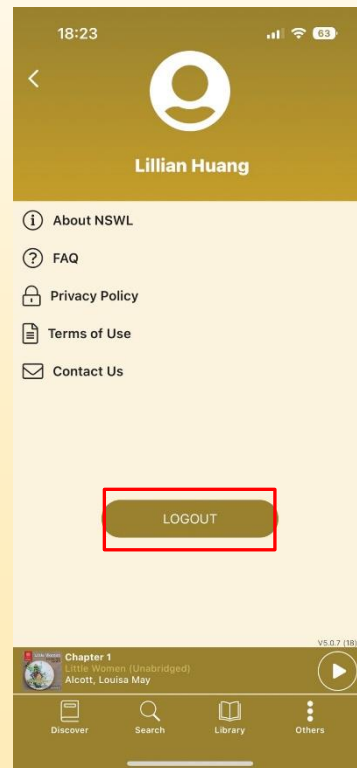 18:23
63
Lillian Huang
About NSWL
FAQ
Privacy Policy
Terms of Use
Contact Us
LOGOUT
V5.0.7 (18)
Chapter 1
Little Women (Unabridged)
Alcott, Louisa May
Discover
Search
Library
Others